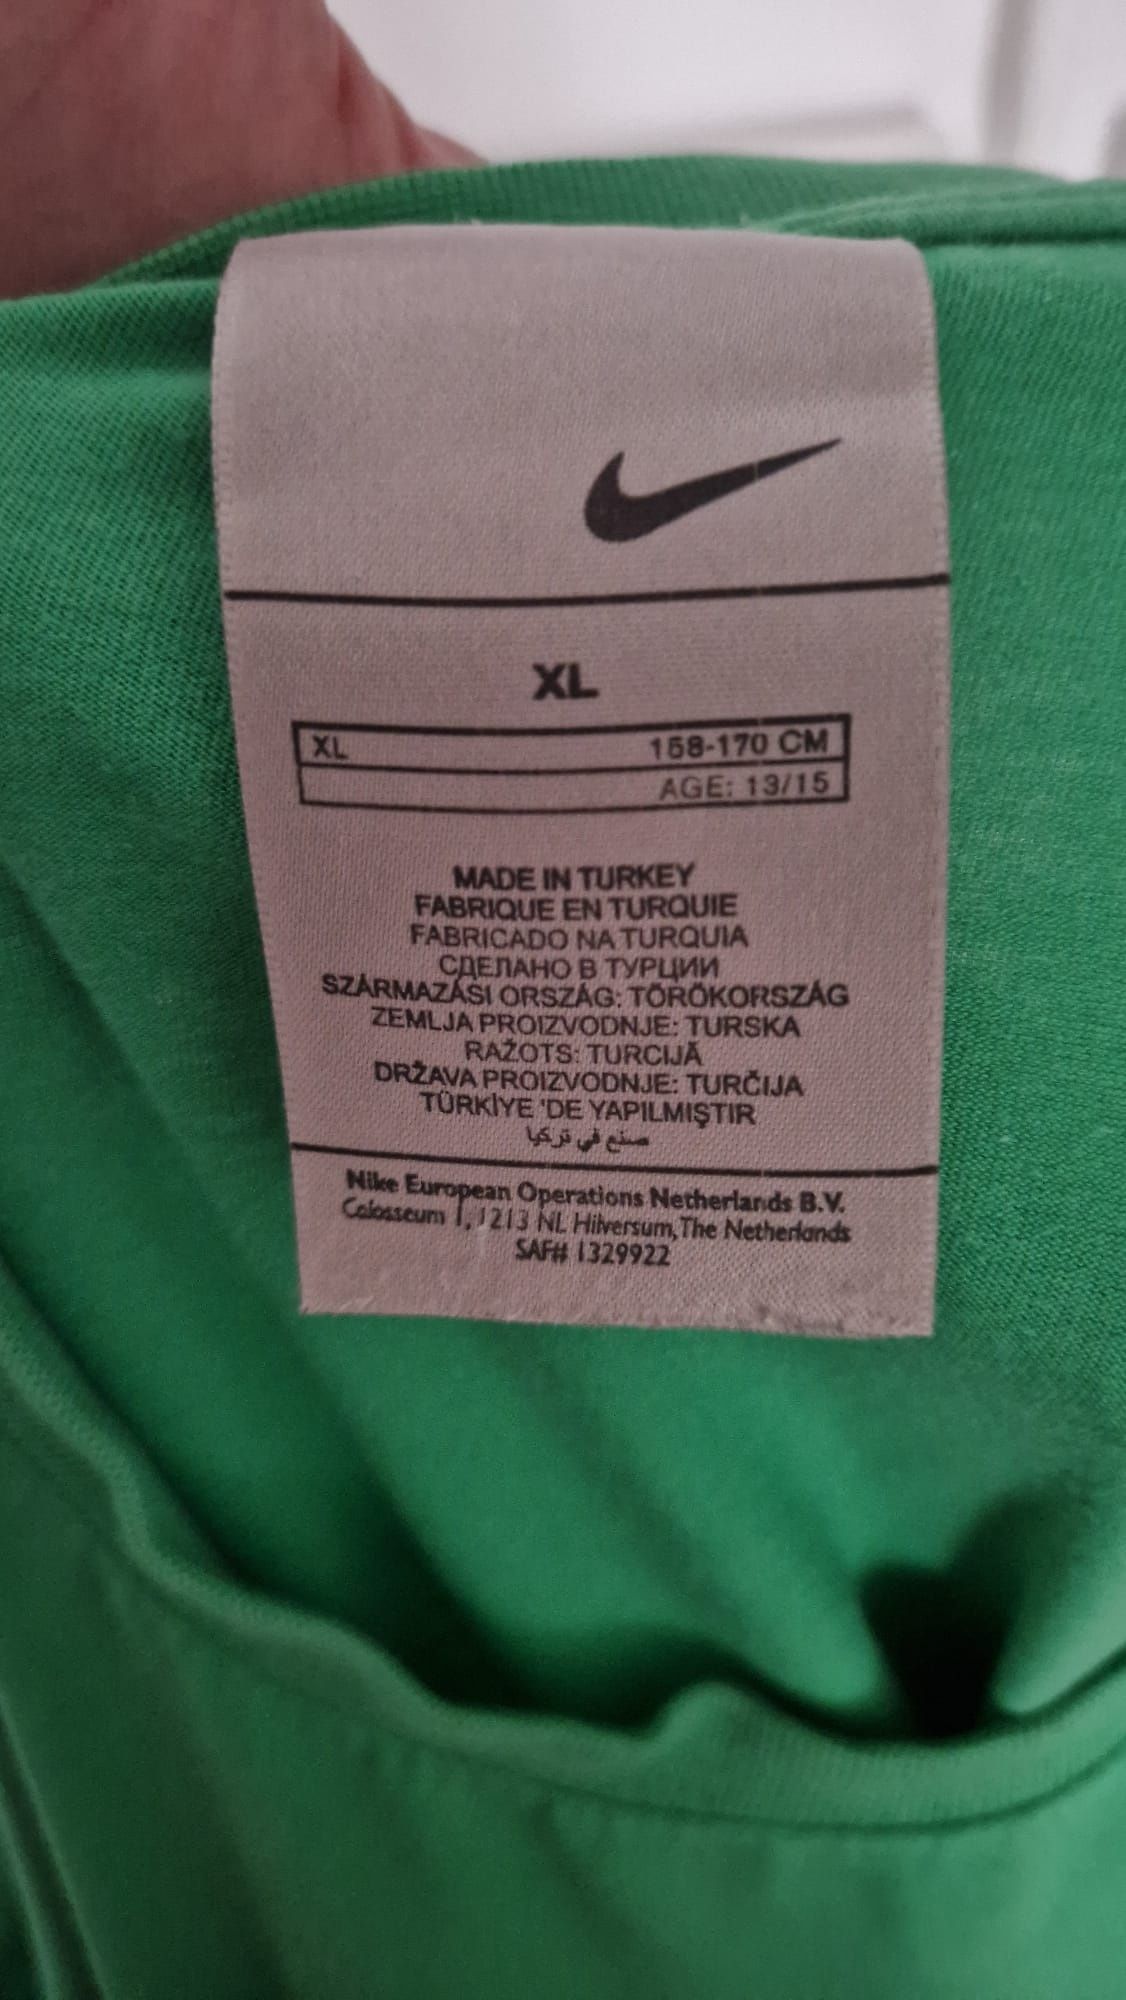 XL
XL 158-170 CM
AGE: 13/15
MADE IN TURKEY
FABRIQUE EN TURQUIE
FABRICADO NA TURQUIA
СДЕЛАНО В ТУРЦИИ
SZÁRMAZÁSI ORSZÁG: TÖRÖKORSZÁG
ZEMLJA PROIZVODNJE: TURSKA
RAŽOTS: TURCIJĀ
DRŽAVA PROIZVODNJE: TURČIJA
TÜRKİYE 'DE YAPILMIŞTIR
صنع في تركيا
Nike European Operations Netherlands B.V.
Colosseum 1, 1213 NL Hilversum, The Netherlands
SAF# 1329922